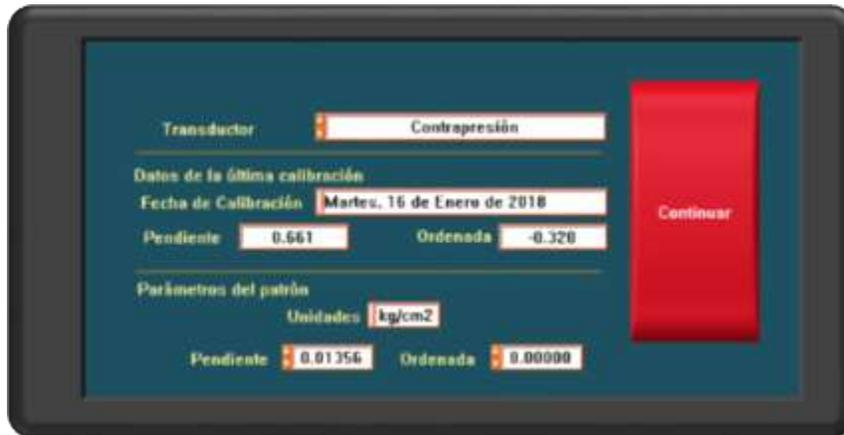 Transductor Contrapresión
Datos de la última calibración
Fecha de Calibración Martes, 16 de Enero de 2018
Continuar
Pendiente 0.661 Ordenada -0.320
Parámetros del patrón
Unidades kg/cm2
Pendiente 0.01356 Ordenada 0.00000